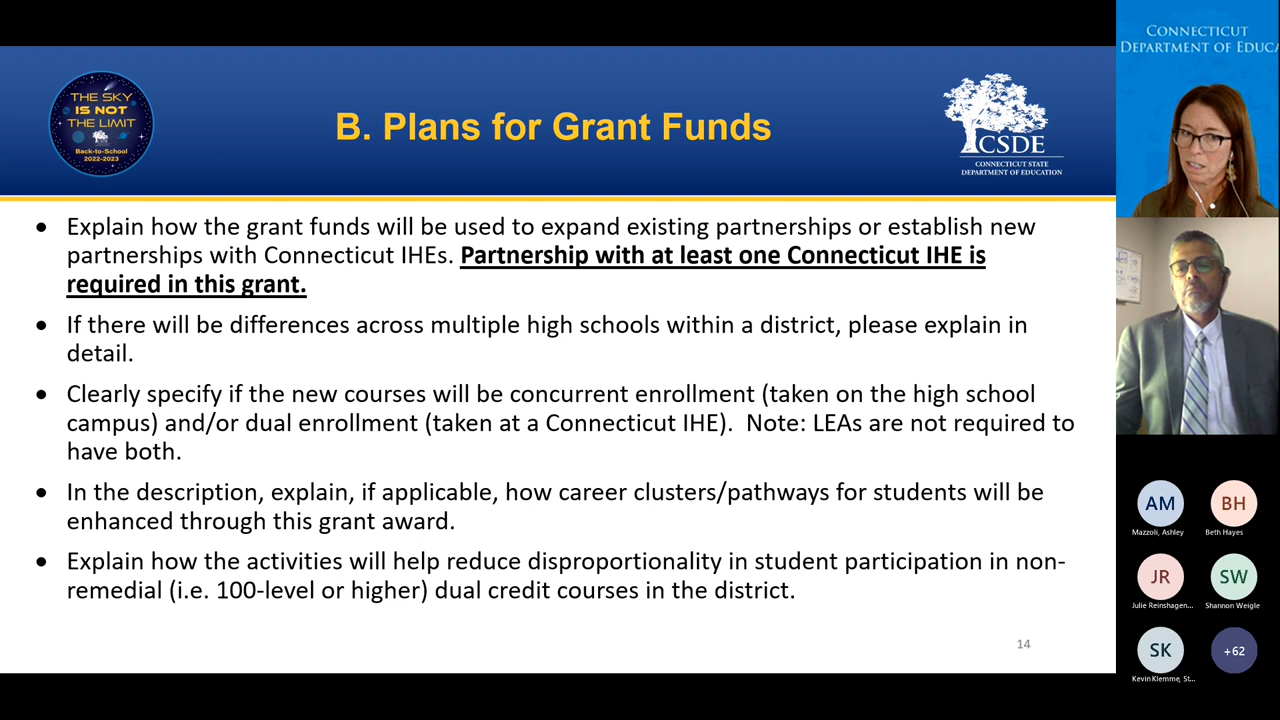 THE SKY
IS NOT
THE LIMIT
Back-to-School
2022-2023
B. Plans for Grant Funds
CSDE
CONNECTICUT STATE
DEPARTMENT OF EDUCATION
• Explain how the grant funds will be used to expand existing partnerships or establish new
partnerships with Connecticut IHEs. Partnership with at least one Connecticut IHE is
required in this grant.
• If there will be differences across multiple high schools within a district, please explain in
detail.
• Clearly specify if the new courses will be concurrent enrollment (taken on the high school
campus) and/or dual enrollment (taken at a Connecticut IHE). Note: LEAs are not required to
have both.
• In the description, explain, if applicable, how career clusters/pathways for students will be
enhanced through this grant award.
• Explain how the activities will help reduce disproportionality in student participation in non-
remedial (i.e. 100-level or higher) dual credit courses in the district.
14
CONNECTICUT
DEPARTMENT OF EDUCA
AM
BH
Mazzoli, Ashley
Beth Hayes
JR
SW
Julie Reinshagen...
Shannon Weigle
SK
+62
Kevin Klemme, St...